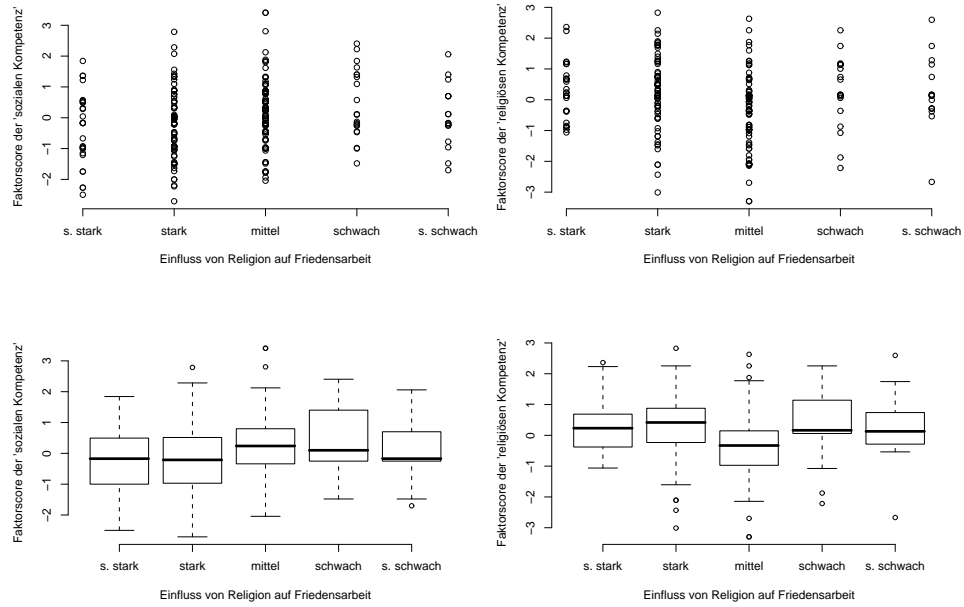 Faktorscore der 'sozialen Kompetenz'
3
2
1
0
−1
−2
s. stark
stark
mittel
schwach
s. schwach
Einfluss von Religion auf Friedensarbeit
Faktorscore der 'religiösen Kompetenz'
3
2
1
0
−1
−2
−3
s. stark
stark
mittel
schwach
s. schwach
Einfluss von Religion auf Friedensarbeit
Faktorscore der 'sozialen Kompetenz'
3
2
1
0
−1
−2
s. stark
stark
mittel
schwach
s. schwach
Einfluss von Religion auf Friedensarbeit
Faktorscore der 'religiösen Kompetenz'
3
2
1
0
−1
−2
−3
s. stark
stark
mittel
schwach
s. schwach
Einfluss von Religion auf Friedensarbeit